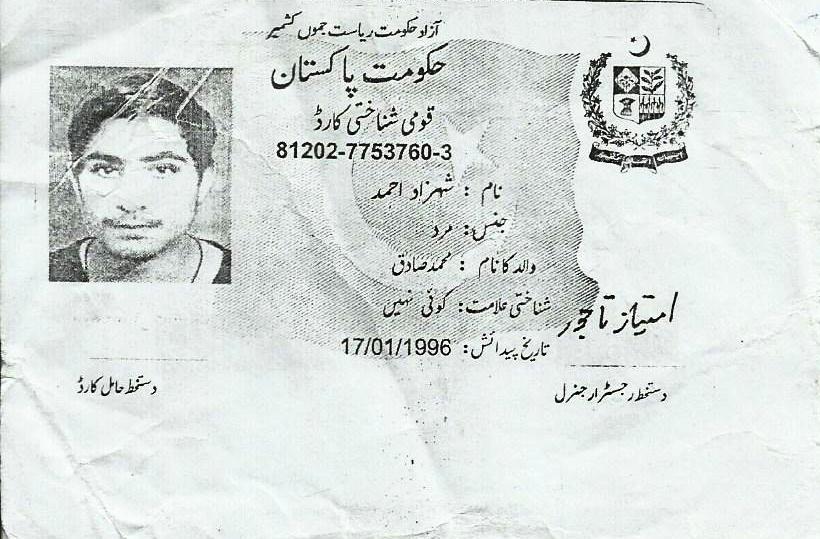 آزاد حکومت ریاست جموں کشمیر
حکومت پاکستان
قومی شناختی کارڈ
81202-7753760-3
نام : شہزاد احمد
جنس: مرد
والد کا نام : محمد صادق
شناختی علامت: کوئی نہیں
امتیاز تاجور
تاریخ پیدائش: 17/01/1996
دستخط رجسٹرار جنرل
دستخط حامل کارڈ